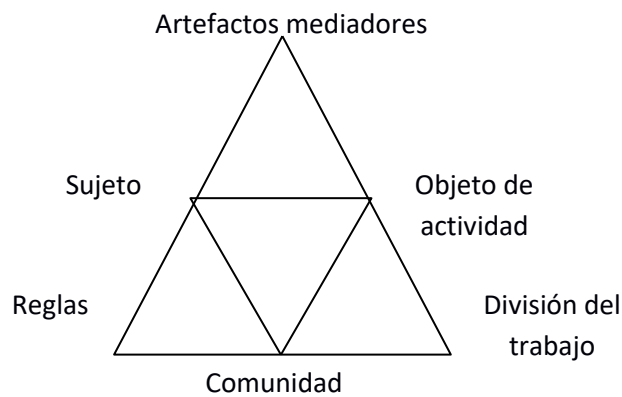 Artefactos mediadores
Sujeto
Objeto de
actividad
Reglas
División del
trabajo
Comunidad